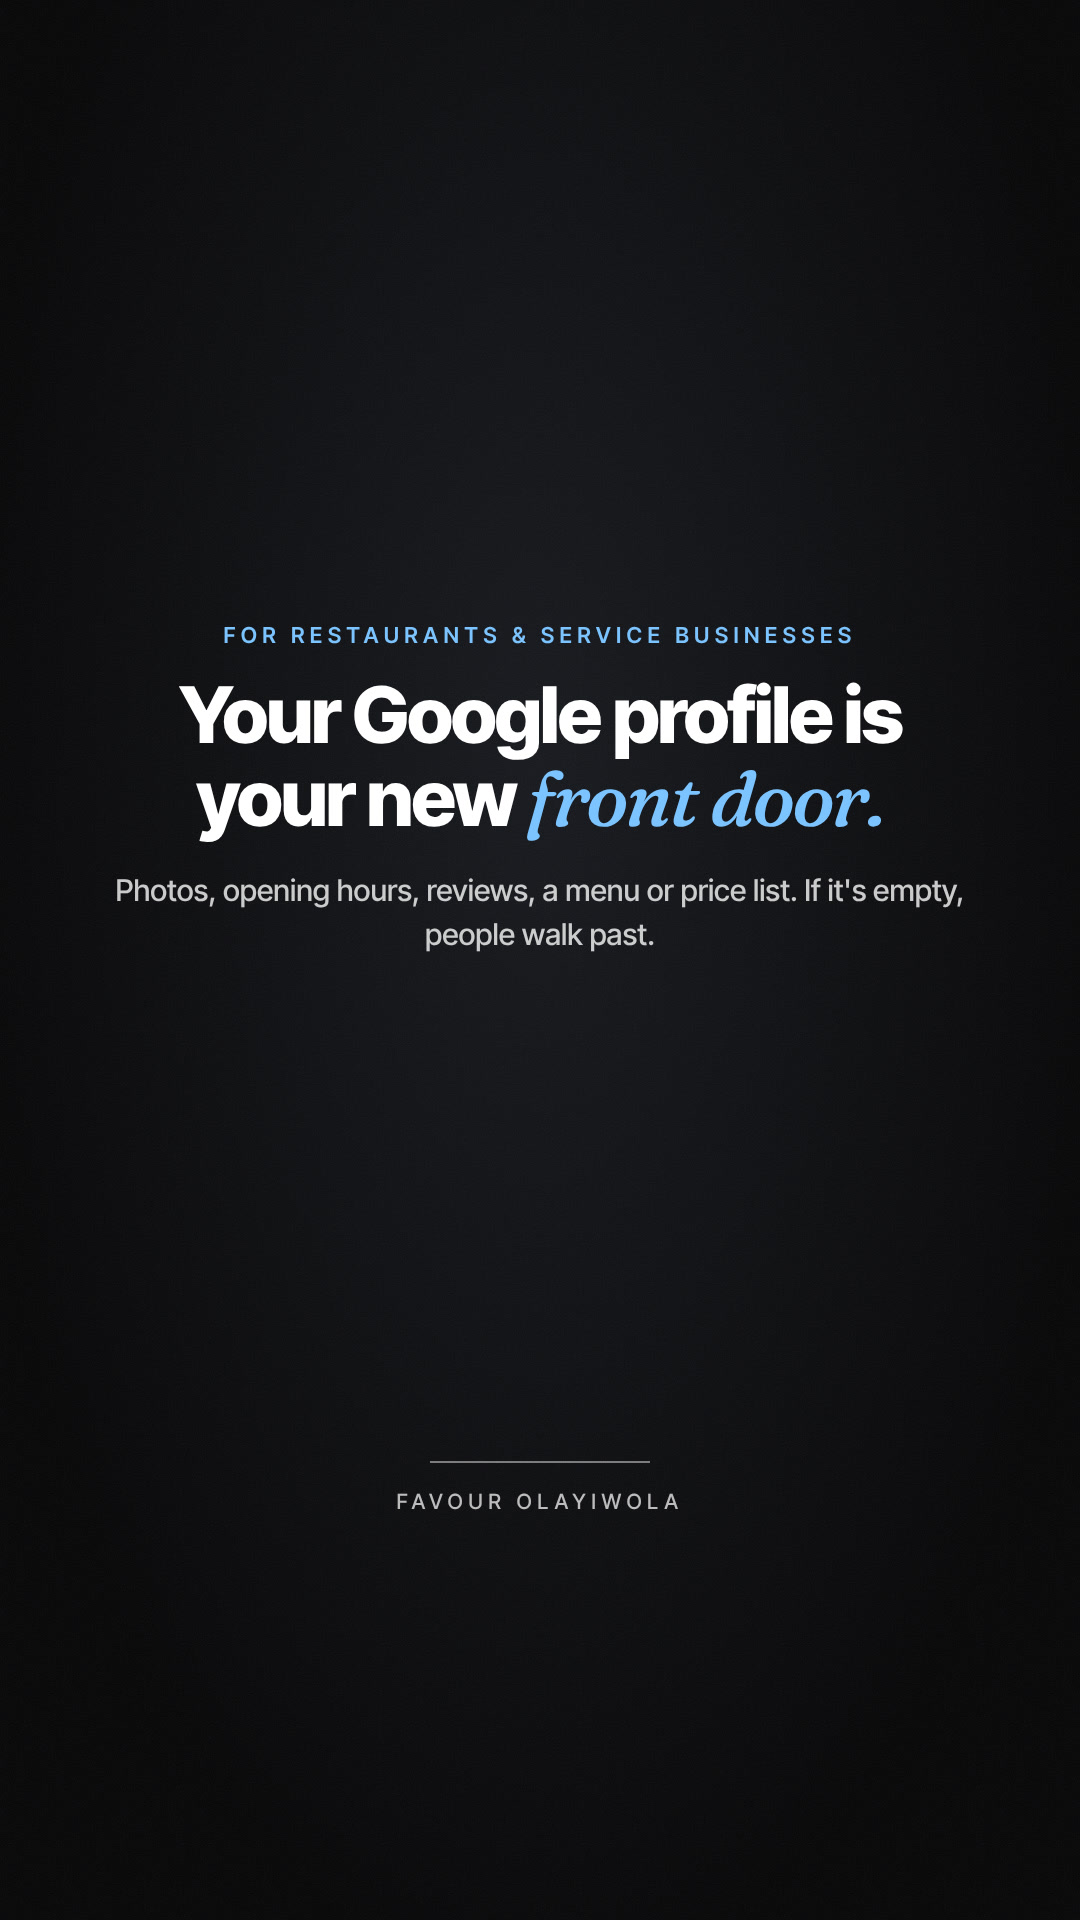 FOR RESTAURANTS & SERVICE BUSINESSES
Your Google profile is
your new front door.
Photos, opening hours, reviews, a menu or price list. If it's empty,
people walk past.
FAVOUR OLAYIWOLA